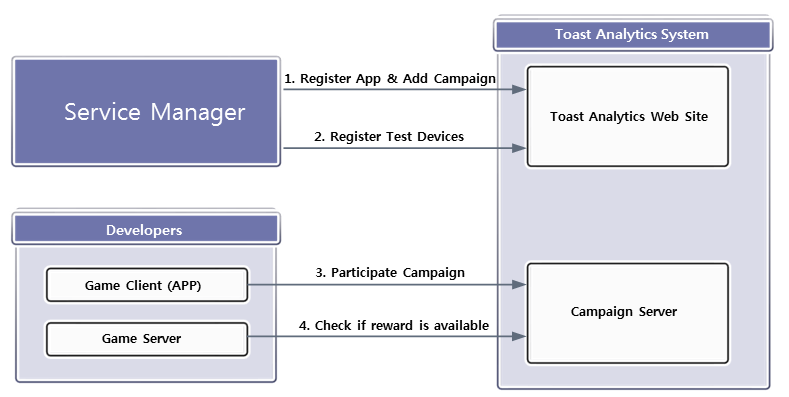 Toast Analytics System
1. Register App & Add Campaign
Service Manager
Toast Analytics Web Site
2. Register Test Devices
Developers
3. Participate Campaign
Game Client (APP)
Campaign Server
4. Check if reward is available
Game Server